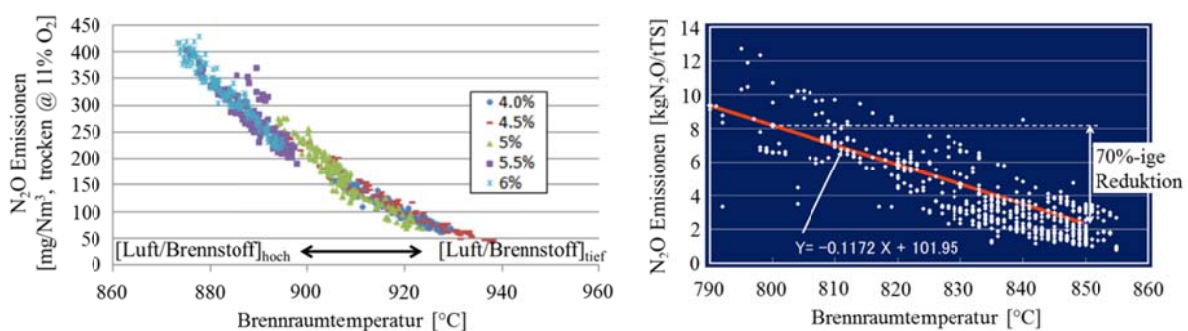 N₂O Emissionen
[mg/Nm³, trocken @ 11% O₂]
450
400
350
300
250
200
150
100
50
0
4.0%
4.5%
5%
5.5%
6%
[Luft/Brennstoff]hoch
[Luft/Brennstoff]tief
860 880 900 920 940 960
Brennraumtemperatur [°C]
N₂O Emissionen [kgN₂O/tTS]
14
12
10
8
6
4
2
0
70%-ige
Reduktion
Y= −0.1172 X + 101.95
790 800 810 820 830 840 850 860
Brennraumtemperatur [°C]